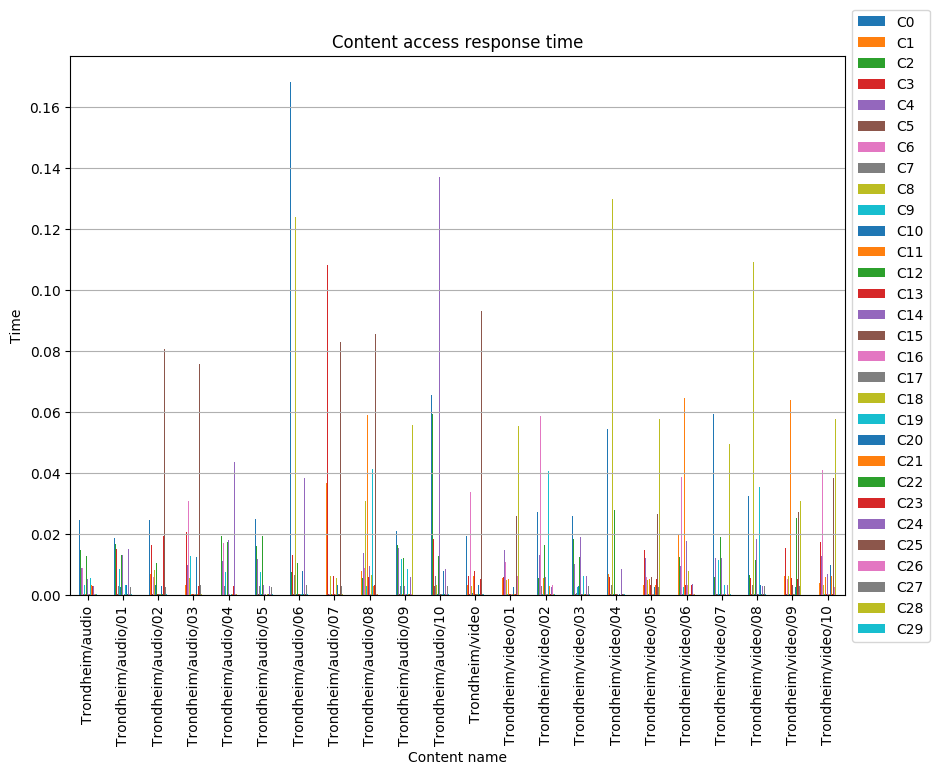 Content access response time
Time
0.16
0.14
0.12
0.10
0.08
0.06
0.04
0.02
0.00
Trondheim/audio
Trondheim/audio/01
Trondheim/audio/02
Trondheim/audio/03
Trondheim/audio/04
Trondheim/audio/05
Trondheim/audio/06
Trondheim/audio/07
Trondheim/audio/08
Trondheim/audio/09
Trondheim/audio/10
Trondheim/video
Trondheim/video/01
Trondheim/video/02
Trondheim/video/03
Trondheim/video/04
Trondheim/video/05
Trondheim/video/06
Trondheim/video/07
Trondheim/video/08
Trondheim/video/09
Trondheim/video/10
Content name
C0
C1
C2
C3
C4
C5
C6
C7
C8
C9
C10
C11
C12
C13
C14
C15
C16
C17
C18
C19
C20
C21
C22
C23
C24
C25
C26
C27
C28
C29